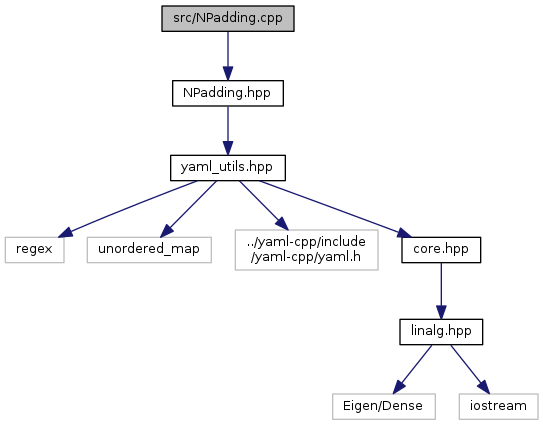 src/NPadding.cpp
NPadding.hpp
yaml_utils.hpp
regex
unordered_map
../yaml-cpp/include
/yaml-cpp/yaml.h
core.hpp
linalg.hpp
Eigen/Dense
iostream